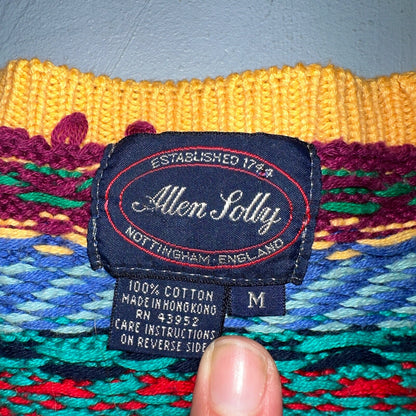 ESTABLISHED 1744
Allen Solly
NOTTINGHAM · ENGLAND
100% COTTON
MADE IN HONG KONG
RN 43952
CARE INSTRUCTIONS
ON REVERSE SIDE
M